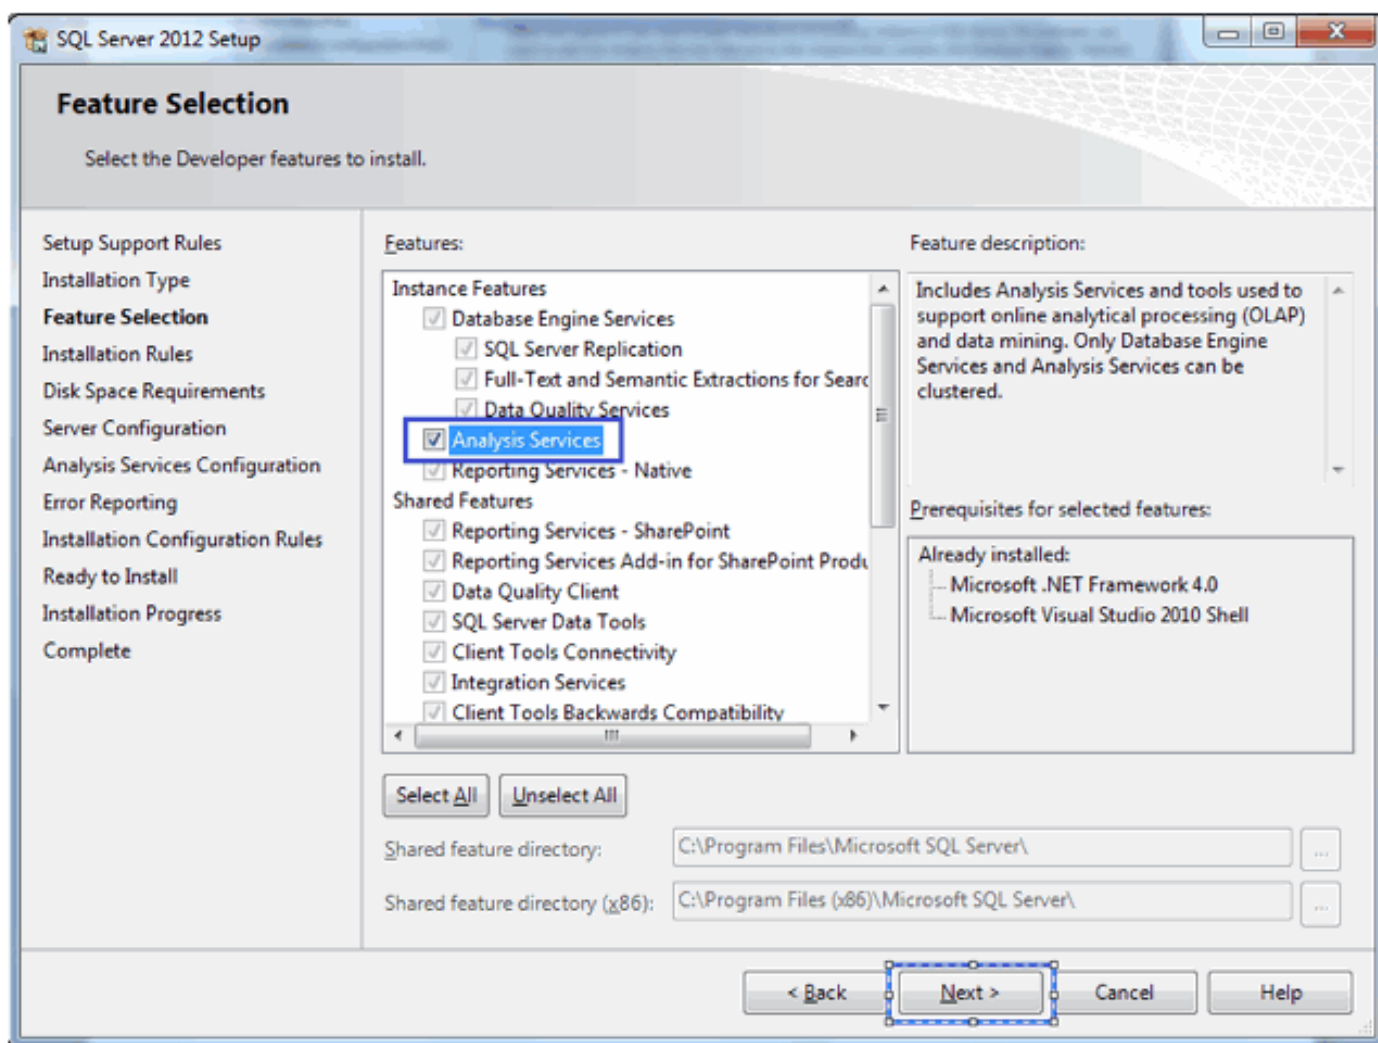 SQL Server 2012 Setup
Feature Selection
Select the Developer features to install.
Setup Support Rules
Installation Type
Feature Selection
Installation Rules
Disk Space Requirements
Server Configuration
Analysis Services Configuration
Error Reporting
Installation Configuration Rules
Ready to Install
Installation Progress
Complete
Features:
Instance Features
Database Engine Services
SQL Server Replication
Full-Text and Semantic Extractions for Searc
Data Quality Services
Analysis Services
Reporting Services - Native
Shared Features
Reporting Services - SharePoint
Reporting Services Add-in for SharePoint Produ
Data Quality Client
SQL Server Data Tools
Client Tools Connectivity
Integration Services
Client Tools Backwards Compatibility
Feature description:
Includes Analysis Services and tools used to
support online analytical processing (OLAP)
and data mining. Only Database Engine
Services and Analysis Services can be
clustered.
Prerequisites for selected features:
Already installed:
Microsoft .NET Framework 4.0
Microsoft Visual Studio 2010 Shell
Select All
Unselect All
Shared feature directory:
C:\Program Files\Microsoft SQL Server\
...
Shared feature directory (x86):
C:\Program Files (x86)\Microsoft SQL Server\
...
< Back
Next >
Cancel
Help